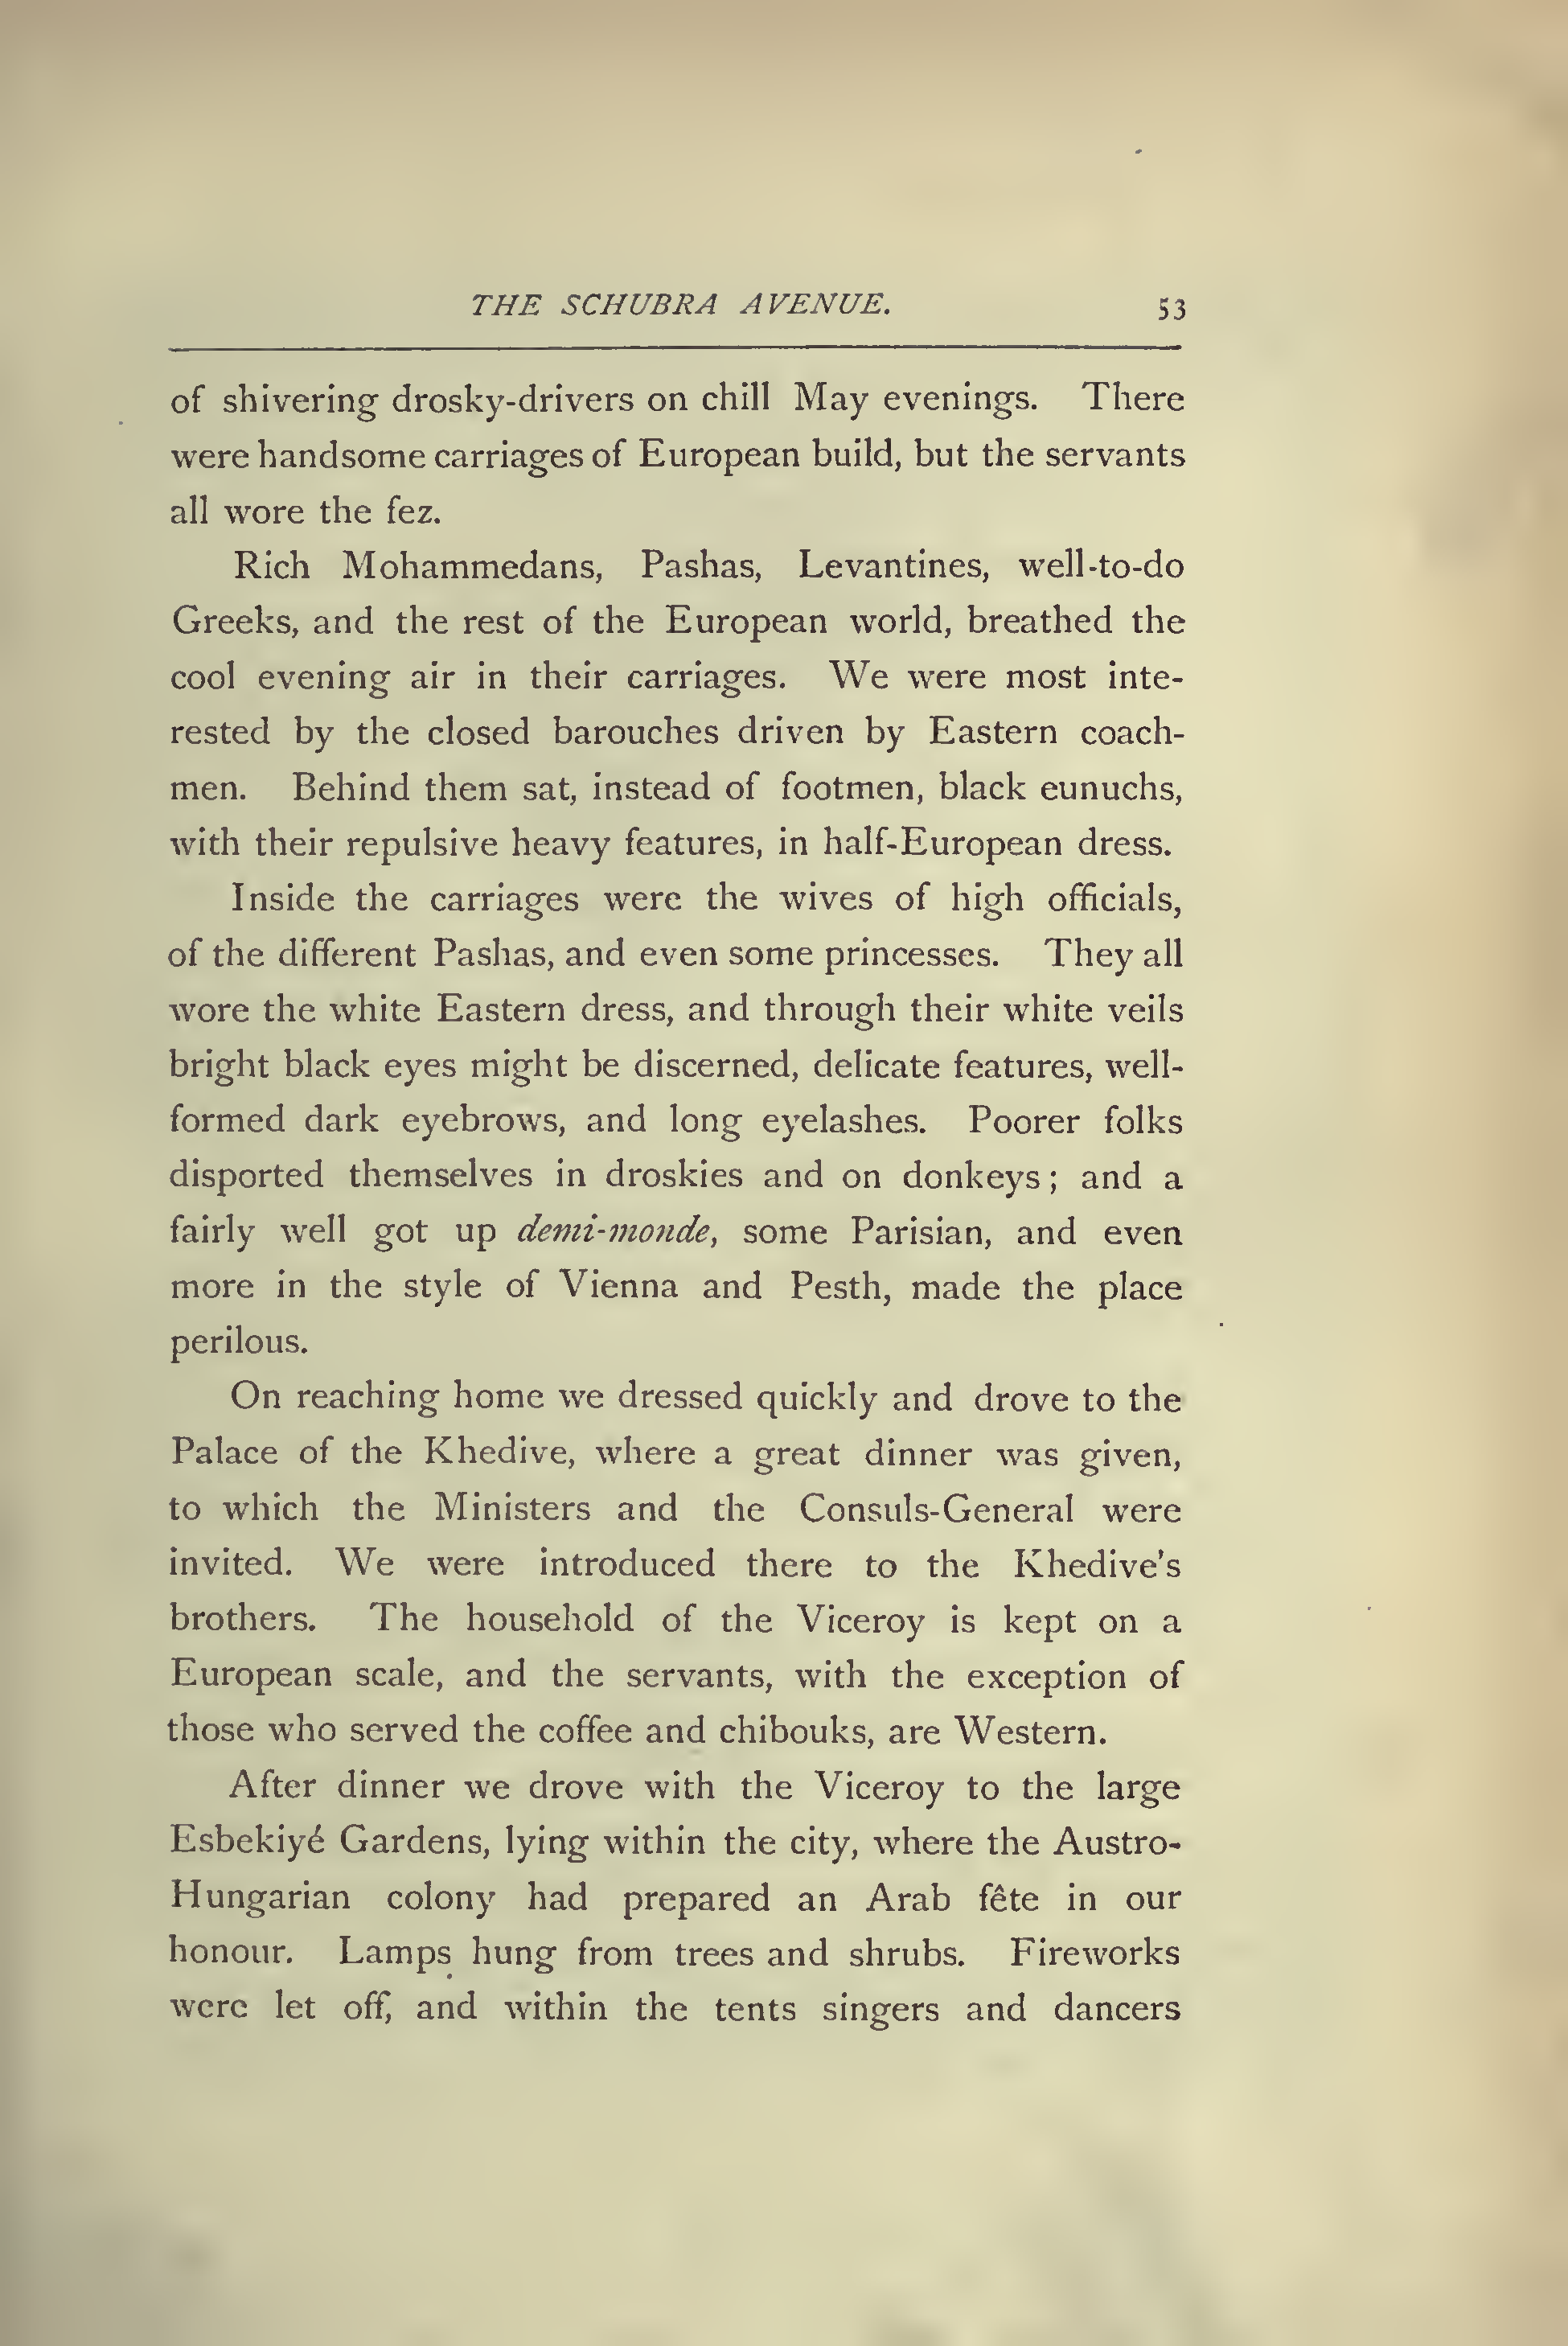 THE SCHUBRA AVENUE. 53
of shivering drosky-drivers on chill May evenings. There
were handsome carriages of European build, but the servants
all wore the fez.
Rich Mohammedans, Pashas, Levantines, well-to-do
Greeks, and the rest of the European world, breathed the
cool evening air in their carriages. We were most inte-
rested by the closed barouches driven by Eastern coach-
men. Behind them sat, instead of footmen, black eunuchs,
with their repulsive heavy features, in half-European dress.
Inside the carriages were the wives of high officials,
of the different Pashas, and even some princesses. They all
wore the white Eastern dress, and through their white veils
bright black eyes might be discerned, delicate features, well-
formed dark eyebrows, and long eyelashes. Poorer folks
disported themselves in droskies and on donkeys; and a
fairly well got up demi-monde, some Parisian, and even
more in the style of Vienna and Pesth, made the place
perilous.
On reaching home we dressed quickly and drove to the
Palace of the Khedive, where a great dinner was given,
to which the Ministers and the Consuls-General were
invited. We were introduced there to the Khedive's
brothers. The household of the Viceroy is kept on a
European scale, and the servants, with the exception of
those who served the coffee and chibouks, are Western.
After dinner we drove with the Viceroy to the large
Esbekiyé Gardens, lying within the city, where the Austro-
Hungarian colony had prepared an Arab fête in our
honour. Lamps hung from trees and shrubs. Fireworks
were let off, and within the tents singers and dancers